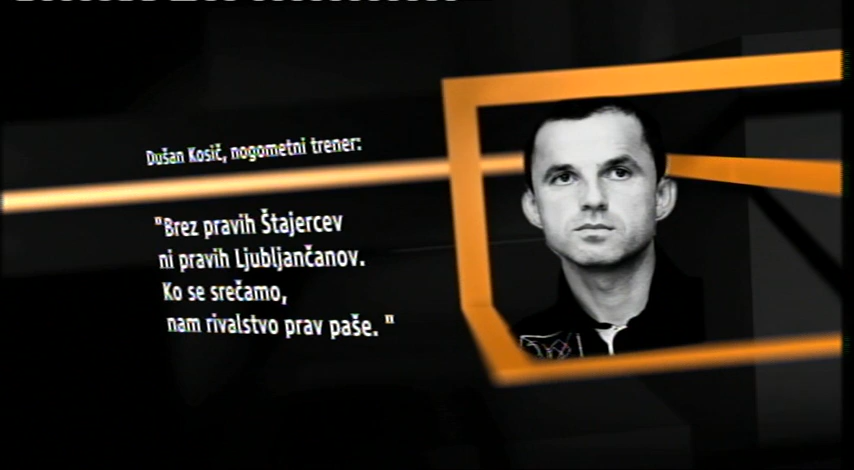 Dušan Kosič, nogometni trener:
"Brez pravih Štajercev
ni pravih Ljubljančanov.
Ko se srečamo,
nam rivalstvo prav paše. "